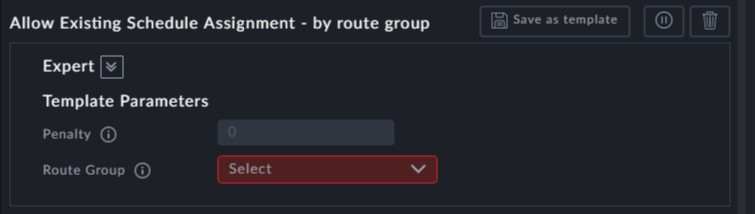 Allow Existing Schedule Assignment - by route group
Save as template
Expert
Template Parameters
Penalty
0
Route Group
Select